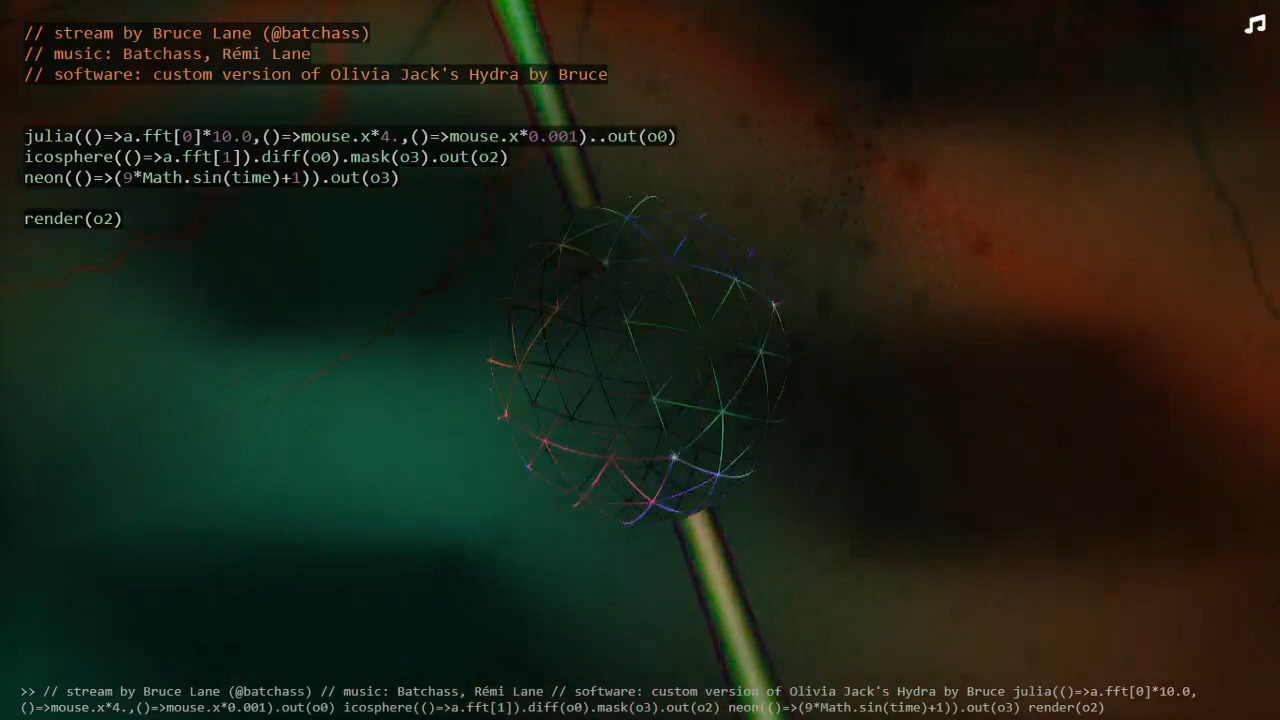 // stream by Bruce Lane (@batchass)
// music: Batchass, Rémi Lane
// software: custom version of Olivia Jack's Hydra by Bruce
julia(()=>a.fft[0]*10.0,()=>mouse.x*4.,()=>mouse.x*0.001)..out(o0)
icosphere(()=>a.fft[1]).diff(o0).mask(o3).out(o2)
neon(()=>(9*Math.sin(time)+1)).out(o3)
render(o2)
>> // stream by Bruce Lane (@batchass) // music: Batchass, Rémi Lane // software: custom version of Olivia Jack's Hydra by Bruce julia(()=>a.fft[0]*10.0,
()=>mouse.x*4.,()=>mouse.x*0.001).out(o0) icosphere(()=>a.fft[1]).diff(o0).mask(o3).out(o2) neon(()=>(9*Math.sin(time)+1)).out(o3) render(o2)